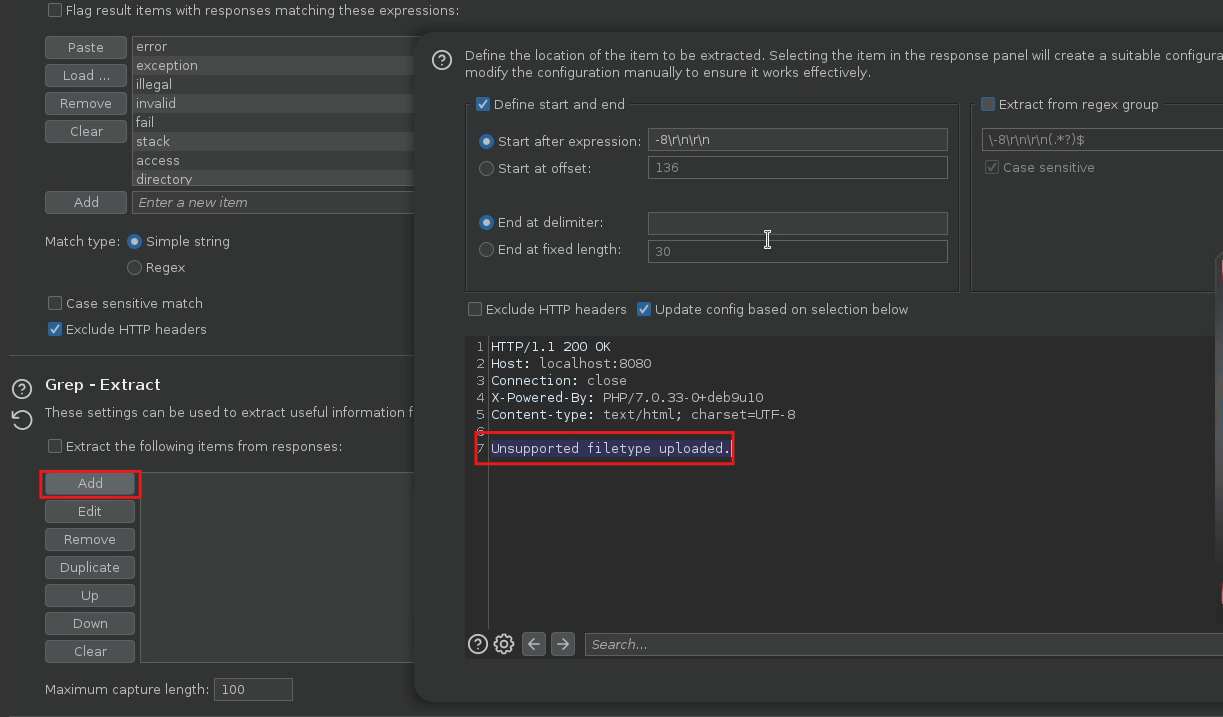 Flag result items with responses matching these expressions:
Paste
Load ...
Remove
Clear
error
exception
illegal
invalid
fail
stack
access
directory
Add
Enter a new item
Match type:
Simple string
Regex
Case sensitive match
Exclude HTTP headers
Grep - Extract
These settings can be used to extract useful information f
Extract the following items from responses:
Add
Edit
Remove
Duplicate
Up
Down
Clear
Maximum capture length:
100
Define the location of the item to be extracted. Selecting the item in the response panel will create a suitable configura
modify the configuration manually to ensure it works effectively.
Define start and end
Start after expression:
-8\r\n\r\n
Start at offset:
136
End at delimiter:
End at fixed length:
30
Extract from regex group
\-8\r\n\r\n(.*?)$
Case sensitive
Exclude HTTP headers
Update config based on selection below
1 HTTP/1.1 200 OK
2 Host: localhost:8080
3 Connection: close
4 X-Powered-By: PHP/7.0.33-0+deb9u10
5 Content-type: text/html; charset=UTF-8
6
7 Unsupported filetype uploaded.
Search...